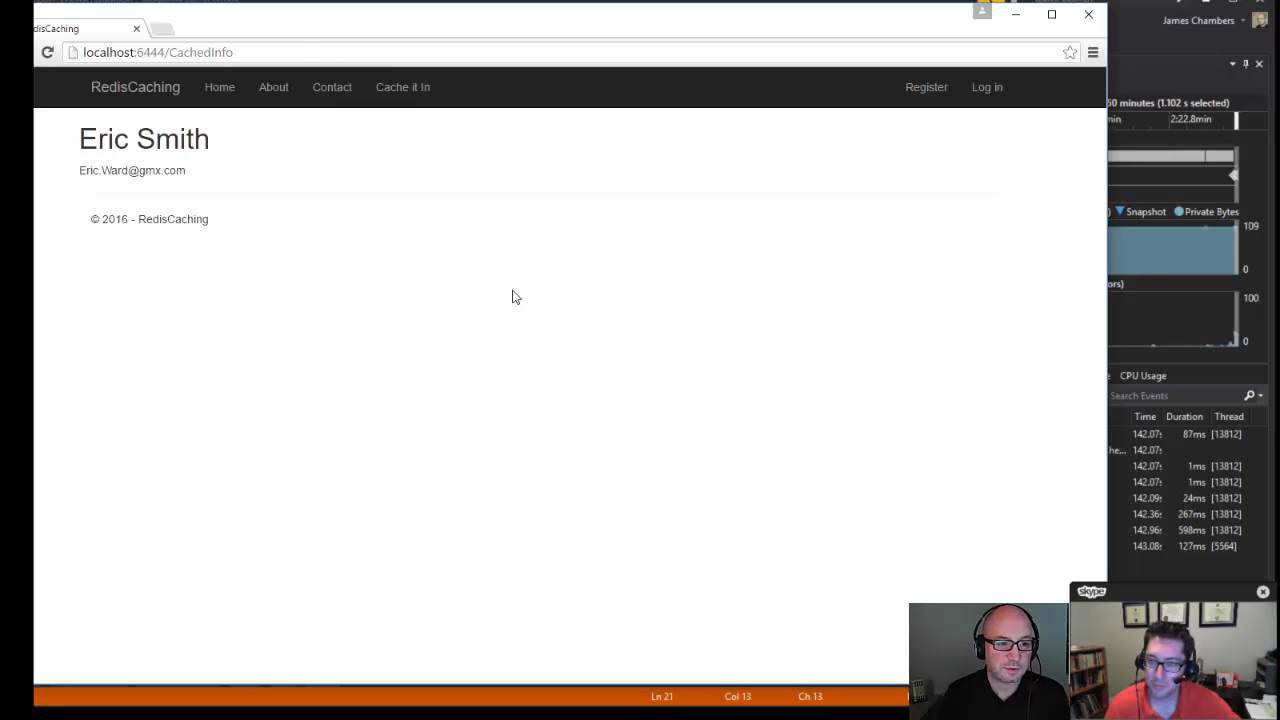 disCaching
James Chambers
localhost:6444/CachedInfo
RedisCaching Home About Contact Cache it In Register Log in
50 minutes (1.102 s selected)
min 2:22.8min
Eric Smith
Eric.Ward@gmx.com
© 2016 - RedisCaching
) Snapshot Private Bytes
109
0
ors)
100
0
e CPU Usage
Search Events
Time Duration Thread
142.07s 87ms [13812]
he... 142.07s
142.07s 1ms [13812]
142.07s 1ms [13812]
142.09s 24ms [13812]
142.36s 267ms [13812]
142.96s 598ms [13812]
143.08s 127ms [5564]
skype
Ln 21 Col 13 Ch 13